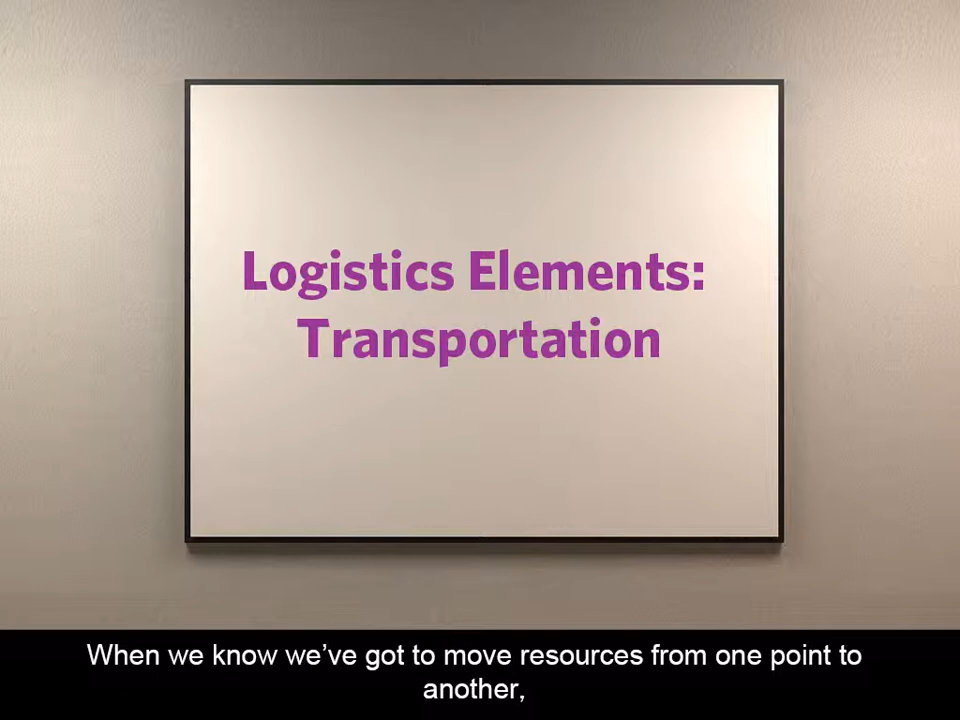 Logistics Elements:
Transportation
When we know we’ve got to move resources from one point to
another,